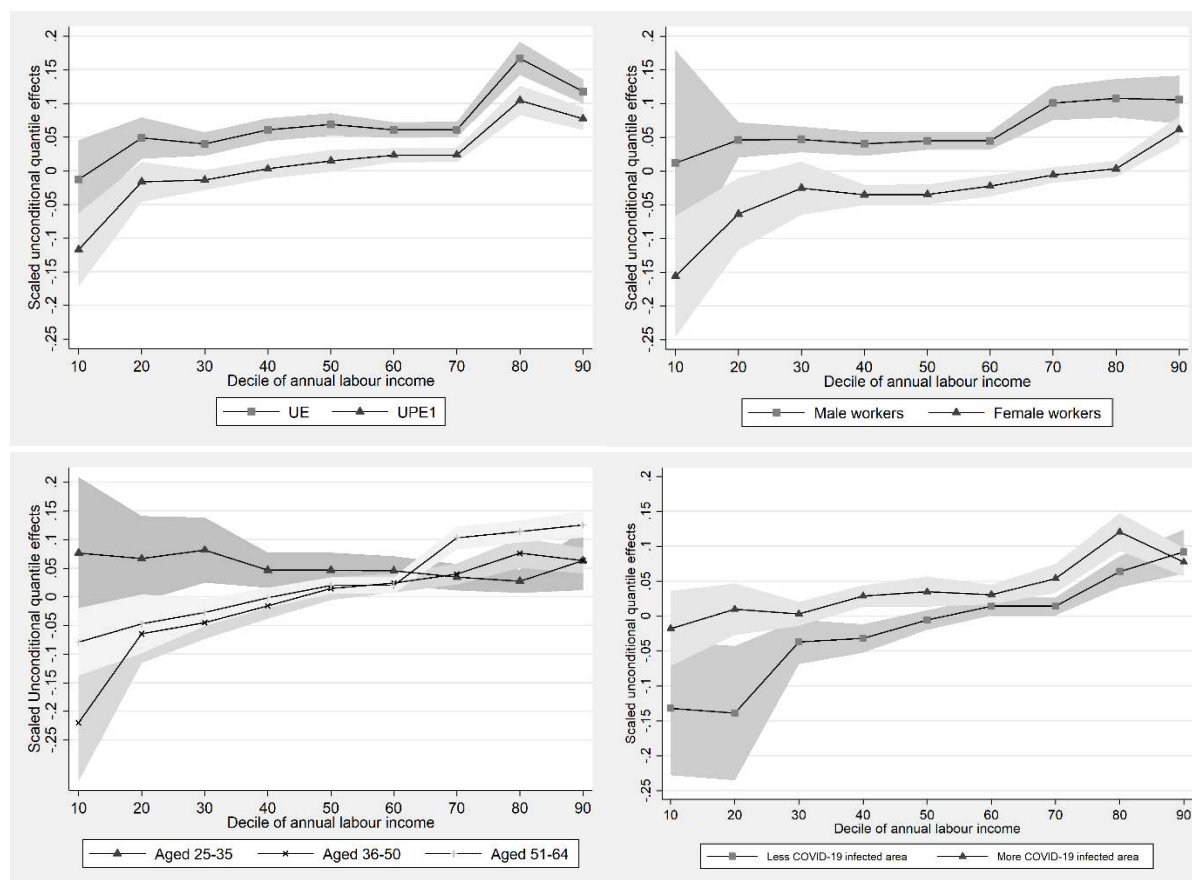 Scaled unconditional quantile effects
.2
.15
.1
.05
0
-.05
-.1
-.15
-.2
-.25
10 20 30 40 50 60 70 80 90
Decile of annual labour income
UE UPE1
Scaled unconditional quantile effects
.2
.15
.1
.05
0
-.05
-.1
-.15
-.2
-.25
10 20 30 40 50 60 70 80 90
Decile of annual labour income
Male workers Female workers
Scaled Unconditional quantile effects
.2
.15
.1
.05
0
-.05
-.1
-.15
-.2
-.25
10 20 30 40 50 60 70 80 90
Decile of annual labour income
Aged 25-35 Aged 36-50 Aged 51-64
Scaled unconditional quantile effects
.2
.15
.1
.05
0
-.05
-.1
-.15
-.2
-.25
10 20 30 40 50 60 70 80 90
Decile of annual labour income
Less COVID-19 infected area More COVID-19 infected area